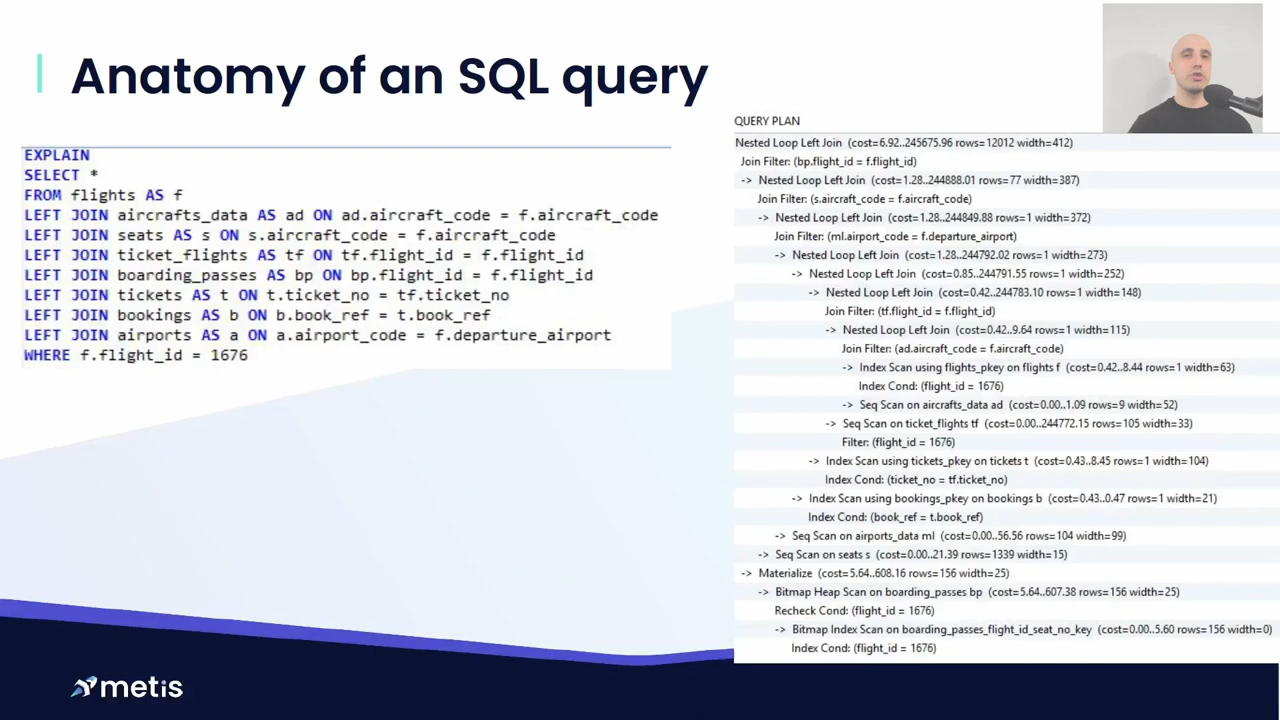 Anatomy of an SQL query
EXPLAIN
SELECT *
FROM flights AS f
LEFT JOIN aircrafts_data AS ad ON ad.aircraft_code = f.aircraft_code
LEFT JOIN seats AS s ON s.aircraft_code = f.aircraft_code
LEFT JOIN ticket_flights AS tf ON tf.flight_id = f.flight_id
LEFT JOIN boarding_passes AS bp ON bp.flight_id = f.flight_id
LEFT JOIN tickets AS t ON t.ticket_no = tf.ticket_no
LEFT JOIN bookings AS b ON b.book_ref = t.book_ref
LEFT JOIN airports AS a ON a.airport_code = f.departure_airport
WHERE f.flight_id = 1676
QUERY PLAN
Nested Loop Left Join (cost=6.92..245675.96 rows=12012 width=412)
Join Filter: (bp.flight_id = f.flight_id)
-> Nested Loop Left Join (cost=1.28..244888.01 rows=77 width=387)
Join Filter: (s.aircraft_code = f.aircraft_code)
-> Nested Loop Left Join (cost=1.28..244849.88 rows=1 width=372)
Join Filter: (ml.airport_code = f.departure_airport)
-> Nested Loop Left Join (cost=1.28..244792.02 rows=1 width=273)
-> Nested Loop Left Join (cost=0.85..244791.55 rows=1 width=252)
-> Nested Loop Left Join (cost=0.42..244783.10 rows=1 width=148)
Join Filter: (tf.flight_id = f.flight_id)
-> Nested Loop Left Join (cost=0.42..9.64 rows=1 width=115)
Join Filter: (ad.aircraft_code = f.aircraft_code)
-> Index Scan using flights_pkey on flights f (cost=0.42..8.44 rows=1 width=63)
Index Cond: (flight_id = 1676)
-> Seq Scan on aircrafts_data ad (cost=0.00..1.09 rows=9 width=52)
-> Seq Scan on ticket_flights tf (cost=0.00..244772.15 rows=105 width=33)
Filter: (flight_id = 1676)
-> Index Scan using tickets_pkey on tickets t (cost=0.43..8.45 rows=1 width=104)
Index Cond: (ticket_no = tf.ticket_no)
-> Index Scan using bookings_pkey on bookings b (cost=0.43..0.47 rows=1 width=21)
Index Cond: (book_ref = t.book_ref)
-> Seq Scan on airports_data ml (cost=0.00..56.56 rows=104 width=99)
-> Seq Scan on seats s (cost=0.00..21.39 rows=1339 width=15)
-> Materialize (cost=5.64..608.16 rows=156 width=25)
-> Bitmap Heap Scan on boarding_passes bp (cost=5.64..607.38 rows=156 width=25)
Recheck Cond: (flight_id = 1676)
-> Bitmap Index Scan on boarding_passes_flight_id_seat_no_key (cost=0.00..5.60 rows=156 width=0)
Index Cond: (flight_id = 1676)
metis